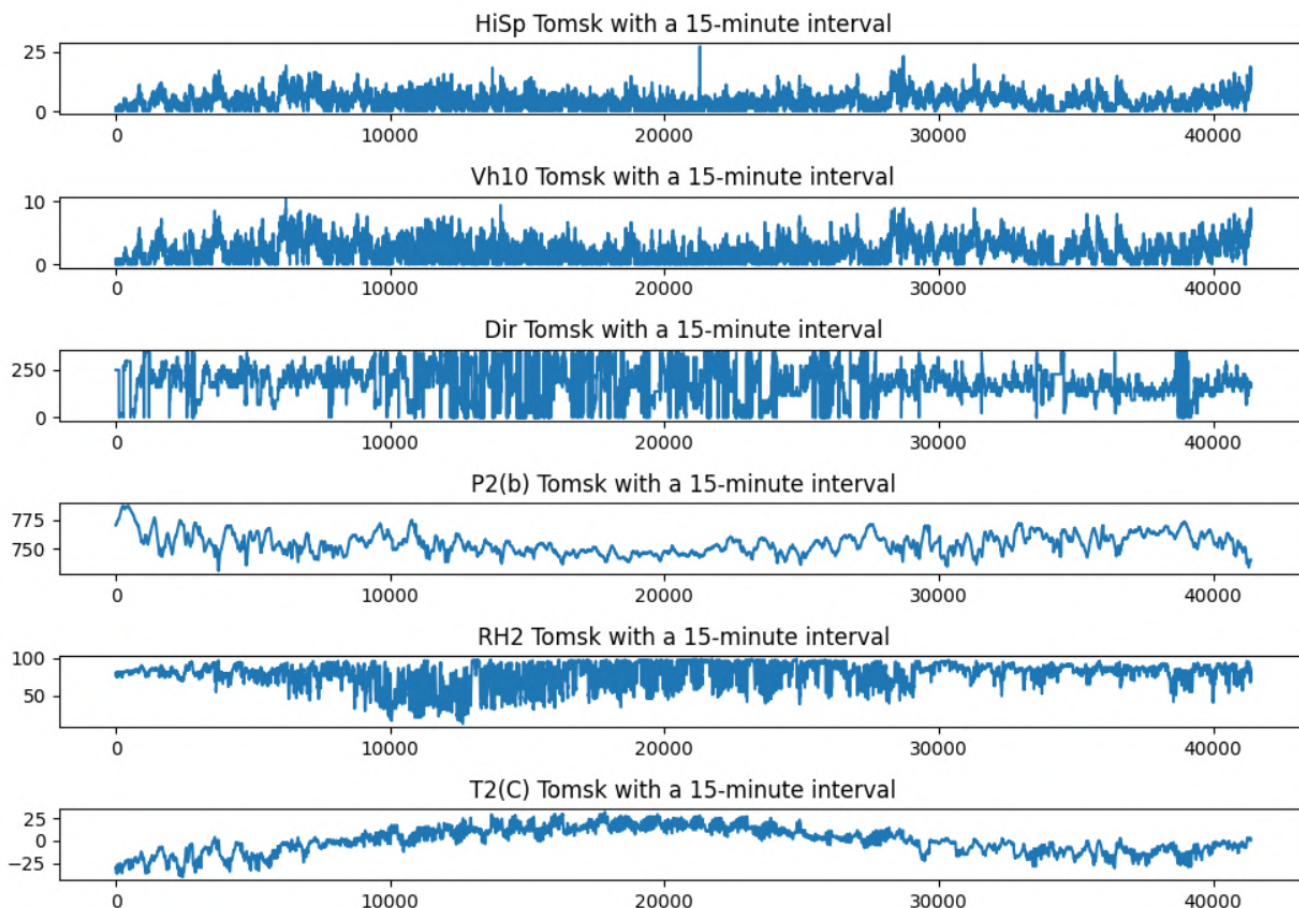 HiSp Tomsk with a 15-minute interval
25
0
0 10000 20000 30000 40000
Vh10 Tomsk with a 15-minute interval
10
0
0 10000 20000 30000 40000
Dir Tomsk with a 15-minute interval
250
0
0 10000 20000 30000 40000
P2(b) Tomsk with a 15-minute interval
775
750
0 10000 20000 30000 40000
RH2 Tomsk with a 15-minute interval
100
50
0 10000 20000 30000 40000
T2(C) Tomsk with a 15-minute interval
25
0
−25
0 10000 20000 30000 40000